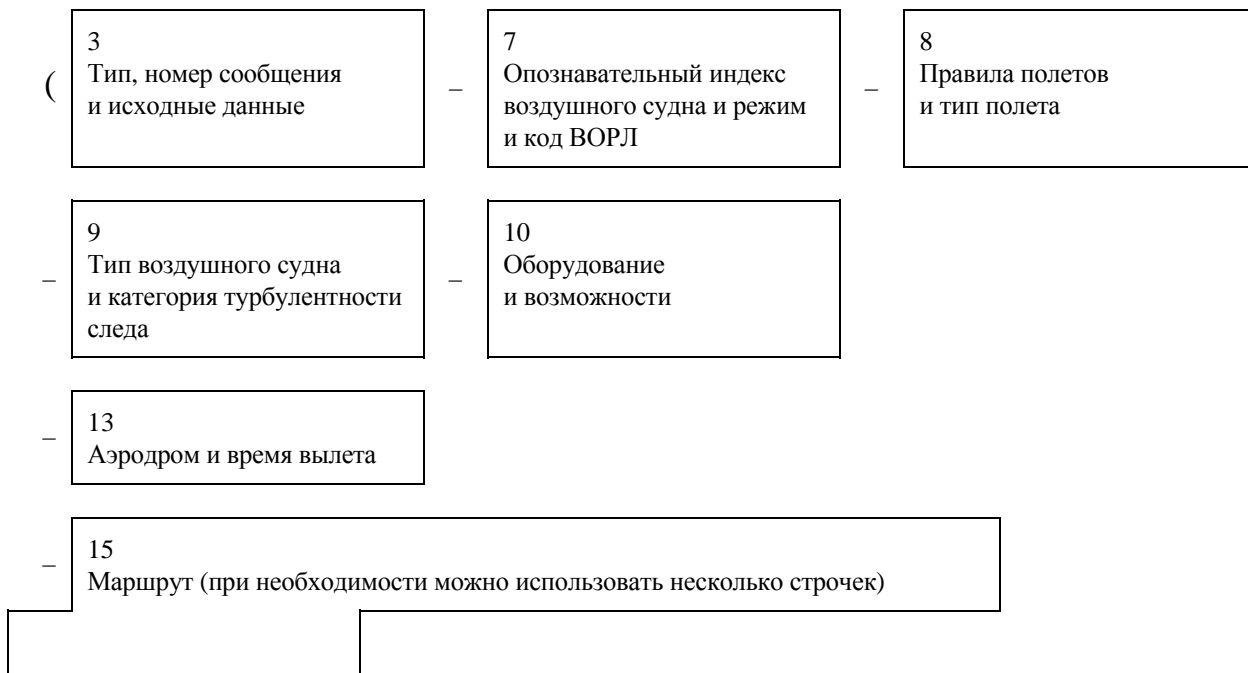 ( 3 – 7 – 8
Тип, номер сообщения
и исходные данные
Опознавательный индекс
воздушного судна и режим
и код ВОРЛ
Правила полетов
и тип полета
– 9 – 10
Тип воздушного судна
и категория турбулентности
следа
Оборудование
и возможности
– 13
Аэродром и время вылета
– 15
Маршрут (при необходимости можно использовать несколько строчек)